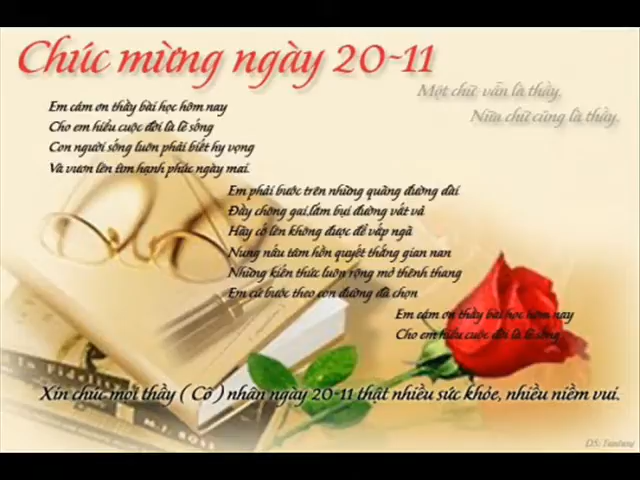 Chúc mừng ngày 20-11
Một chữ vẫn là thầy,
Nửa chữ cũng là thầy.
Em cám ơn thầy bài học hôm nay
Cho em hiểu cuộc đời là lẽ sống
Con người sống luôn phải biết hy vọng
Và vươn lên tìm hạnh phúc ngày mai.
Em phải bước trên những quãng đường dài
Đầy chông gai,lấm bụi đường vất vả
Hãy cố lên không được để vấp ngã
Nung nấu tâm hồn quyết thắng gian nan
Những kiến thức luôn rộng mở thênh thang
Em cứ bước theo con đường đã chọn
Em cám ơn thầy bài học hôm nay
Cho em hiểu cuộc đời là lẽ sống
Xin chúc mọi thầy ( Cô ) nhân ngày 20-11 thật nhiều sức khỏe, nhiều niềm vui.